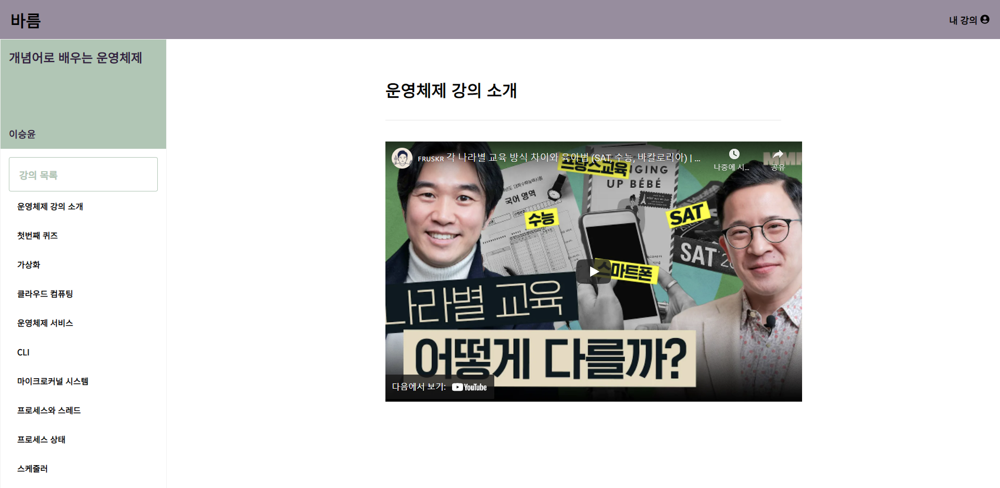 바름
내 강의
개념어로 배우는 운영체제
이승윤
강의 목록
운영체제 강의 소개
첫번째 퀴즈
가상화
클라우드 컴퓨팅
운영체제 서비스
CLI
마이크로커널 시스템
프로세스와 스레드
프로세스 상태
스케줄러
운영체제 강의 소개
FRUSKR 각 나라별 교육 방식 차이와 육아법 (SAT, 수능, 바칼로리아) | ...
나중에 시...
공유
프랑스교육
UP BÉBÉ
국어 영역
수능
SAT
SAT
스마트폰
나라별 교육
어떻게 다를까?
다음에서 보기: YouTube